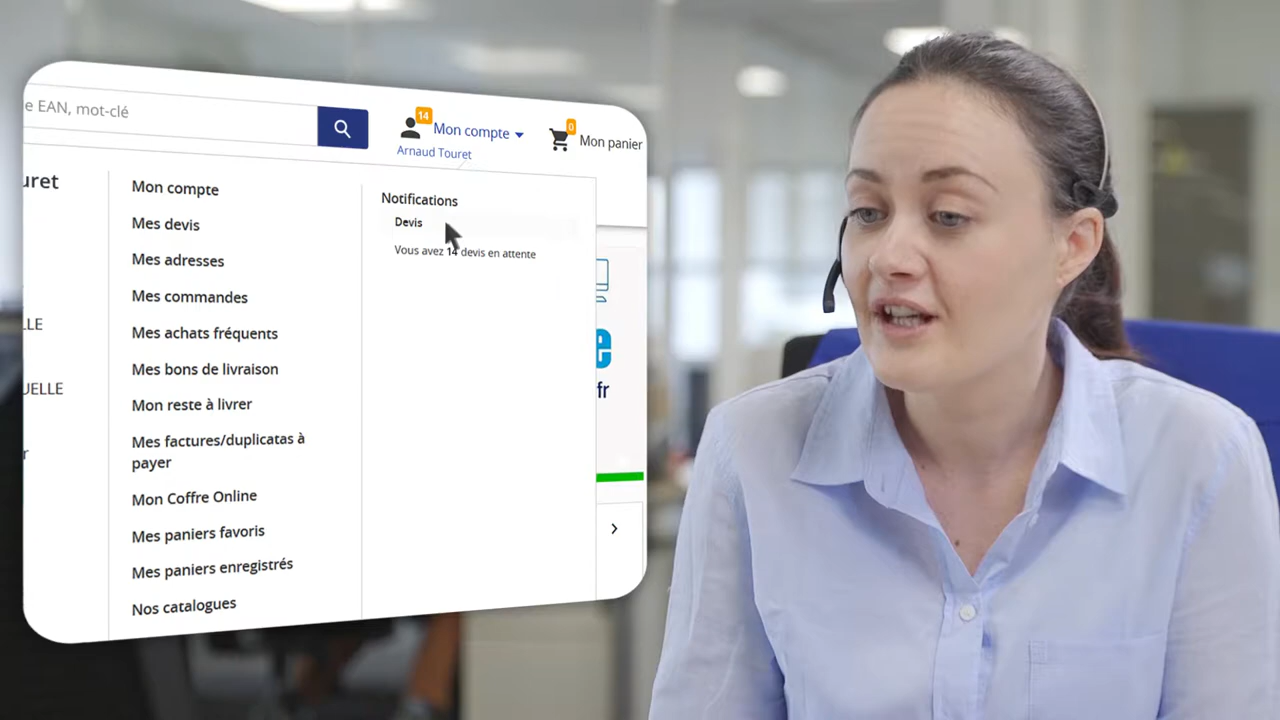 e EAN, mot-clé
14
Mon compte
Arnaud Touret
0
Mon panier
uret
LLE
UELLE
r
Mon compte
Mes devis
Mes adresses
Mes commandes
Mes achats fréquents
Mes bons de livraison
Mon reste à livrer
Mes factures/duplicatas à
payer
Mon Coffre Online
Mes paniers favoris
Mes paniers enregistrés
Nos catalogues
Notifications
Devis
Vous avez 14 devis en attente
e
fr